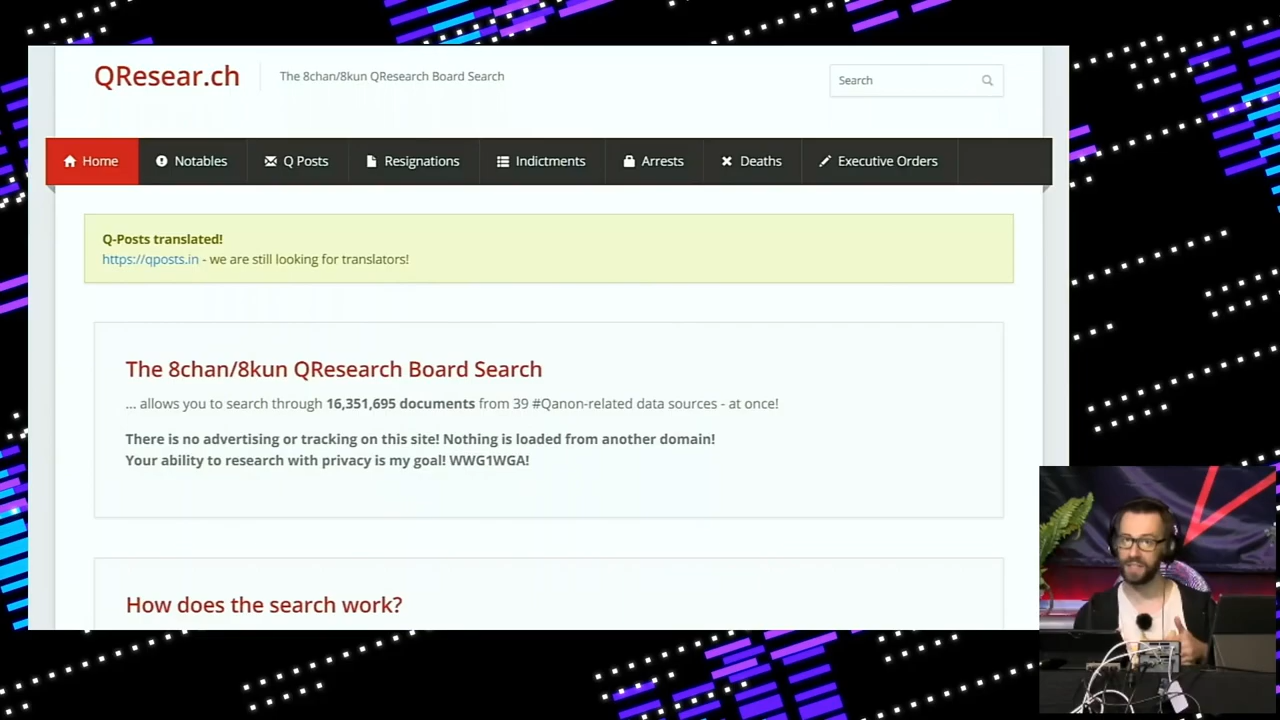 QResear.ch
The 8chan/8kun QResearch Board Search
Search
Home
Notables
Q Posts
Resignations
Indictments
Arrests
Deaths
Executive Orders
Q-Posts translated!
https://qposts.in - we are still looking for translators!
The 8chan/8kun QResearch Board Search
... allows you to search through 16,351,695 documents from 39 #Qanon-related data sources - at once!
There is no advertising or tracking on this site! Nothing is loaded from another domain!
Your ability to research with privacy is my goal! WWG1WGA!
How does the search work?